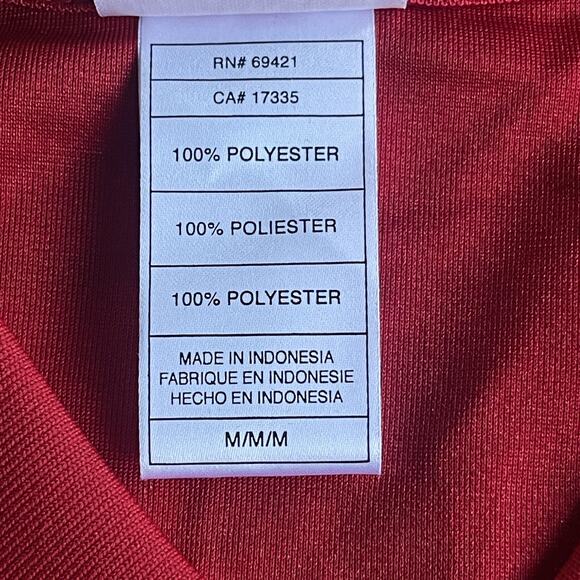 RN# 69421
CA# 17335
100% POLYESTER
100% POLIESTER
100% POLYESTER
MADE IN INDONESIA
FABRIQUE EN INDONESIE
HECHO EN INDONESIA
M/M/M